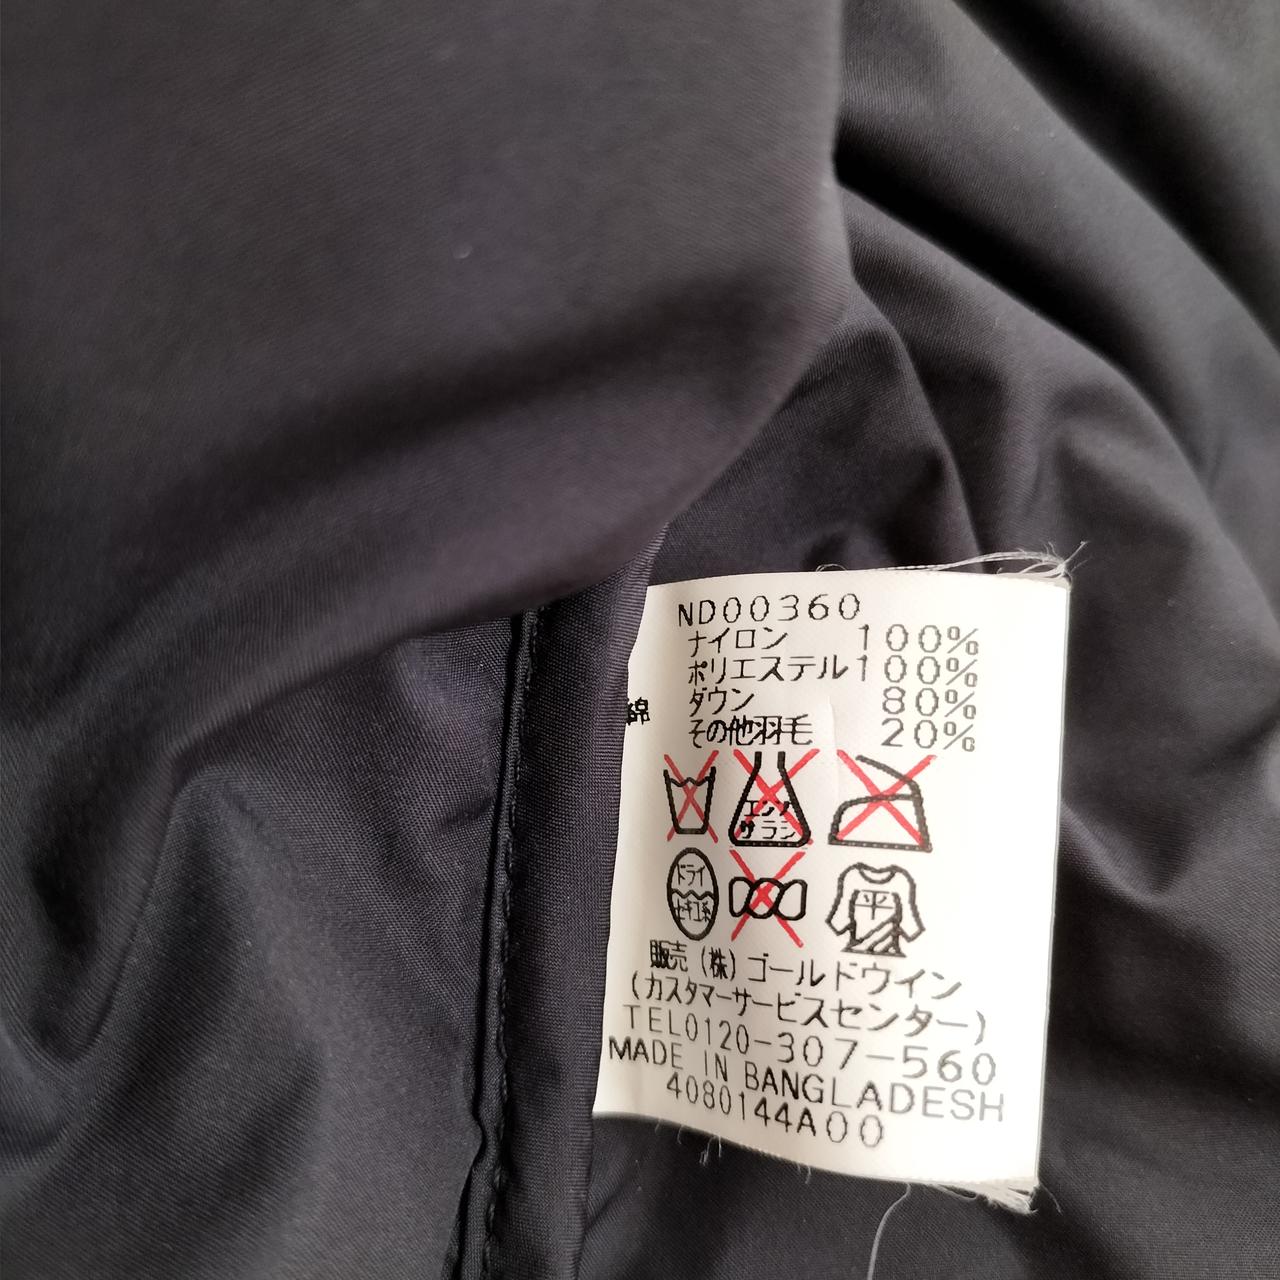 ND00360
ナイロン 100%
ポリエステル100%
綿 ダウン 80%
その他羽毛 20%
エンソ
サラシ
ドライ
セキユ系
平
販売 (株) ゴールドウイン
(カスタマーサービスセンター)
TEL0120-307-560
MADE IN BANGLADESH
4080144A00